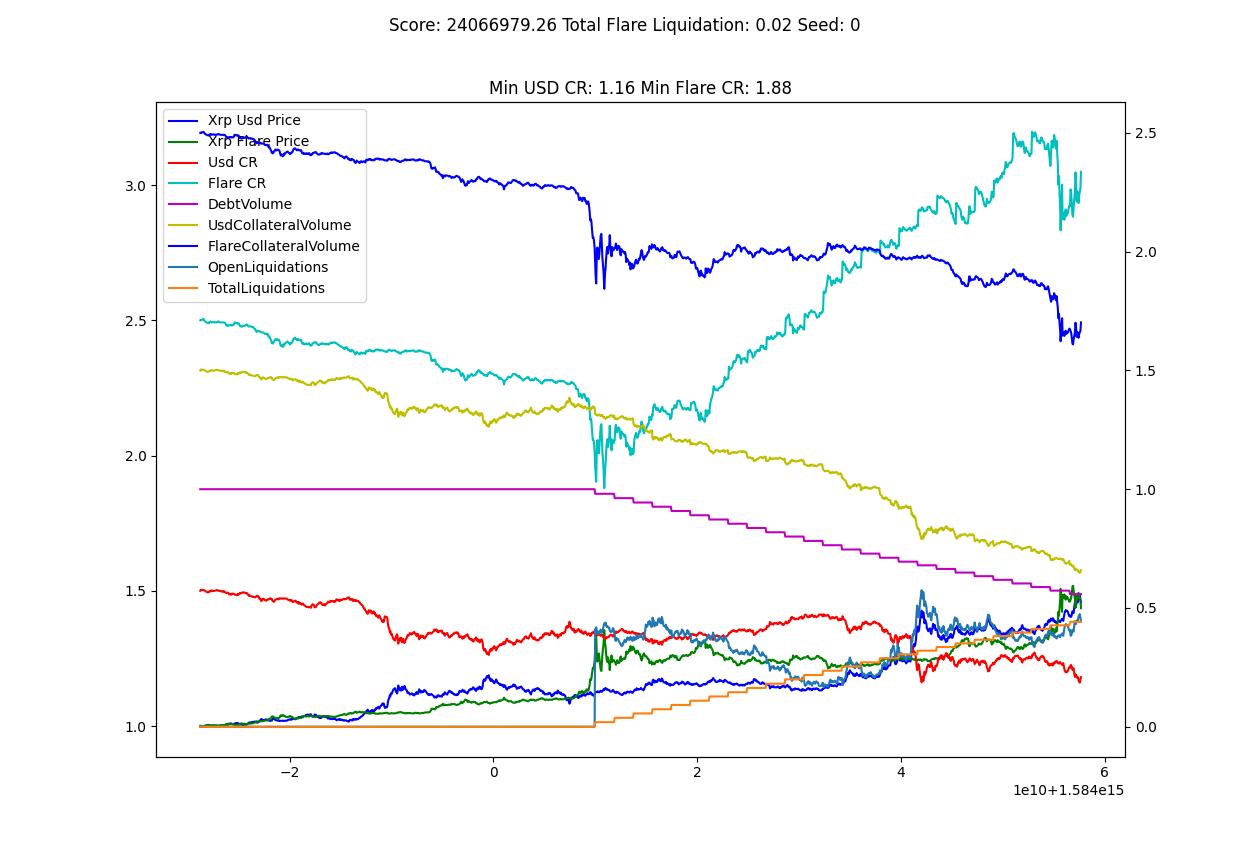 Score: 24066979.26 Total Flare Liquidation: 0.02 Seed: 0
Min USD CR: 1.16 Min Flare CR: 1.88
Xrp Usd Price
Xrp Flare Price
Usd CR
Flare CR
DebtVolume
UsdCollateralVolume
FlareCollateralVolume
OpenLiquidations
TotalLiquidations
3.0
2.5
2.0
1.5
1.0
2.5
2.0
1.5
1.0
0.5
0.0
−2
0
2
4
6
1e10+1.584e15